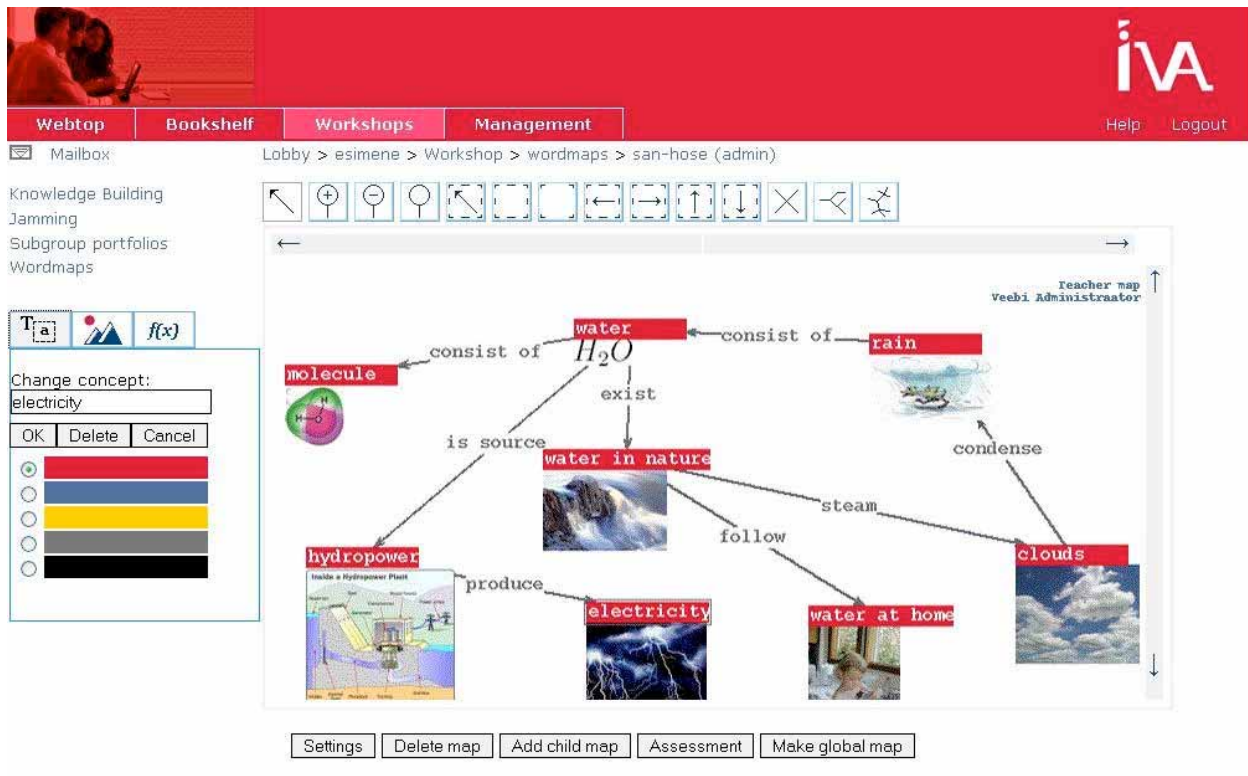 iVA
Webtop Bookshelf Workshops Management Help Logout
Mailbox
Lobby > esimene > Workshop > wordmaps > san-hose (admin)
Knowledge Building
Jamming
Subgroup portfolios
Wordmaps
T a f(x)
Change concept:
electricity
OK Delete Cancel
Teacher map
Veebi Administraator
water
H₂O
consist of
consist of
rain
molecule
H
H O
exist
is source
water in nature
condense
steam
follow
hydropower
Inside a Hydropower Plant
clouds
produce
electricity
water at home
Settings Delete map Add child map Assessment Make global map